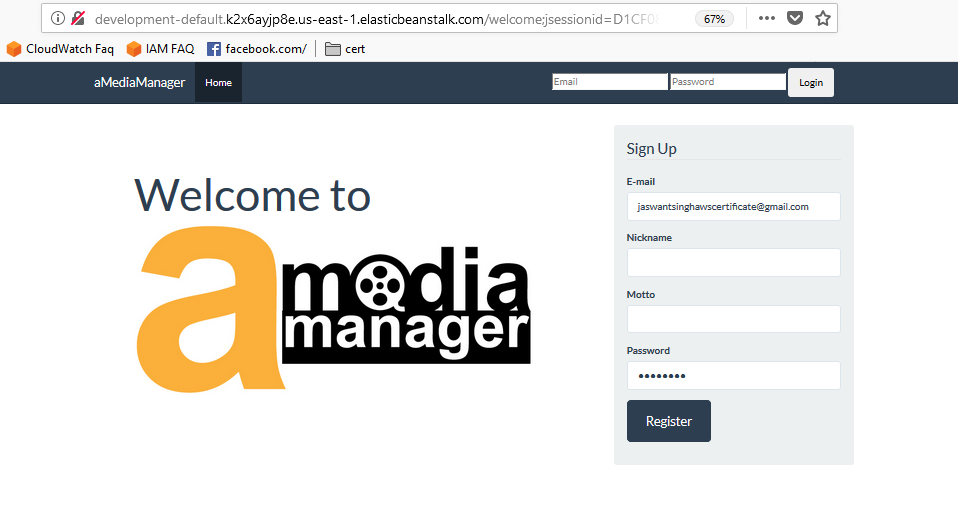 development-default.k2x6ayjp8e.us-east-1.elasticbeanstalk.com/welcome;jsessionid=D1CF0 67%
CloudWatch Faq IAM FAQ facebook.com/ cert
aMediaManager Home Email Password Login
Sign Up
E-mail
jaswantsinghawscertificate@gmail.com
Nickname
Motto
Password
Register
Welcome to
a media
manager